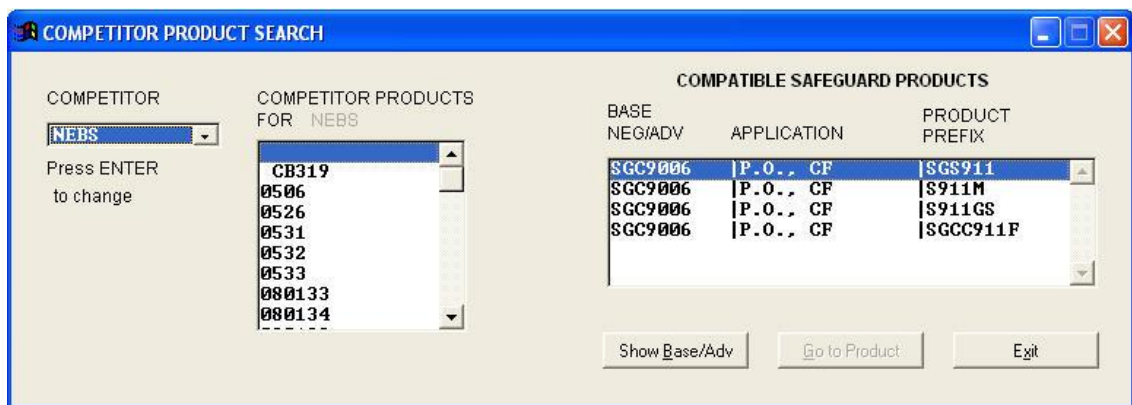 COMPETITOR PRODUCT SEARCH
COMPETITOR
NEBS
Press ENTER
to change
COMPETITOR PRODUCTS
FOR NEBS
CB319
0506
0526
0531
0532
0533
080133
080134
COMPATIBLE SAFEGUARD PRODUCTS
BASE
NEG/ADV
APPLICATION
PRODUCT
PREFIX
SGC9006 |P.O., CF |SGS911
SGC9006 |P.O., CF |S911M
SGC9006 |P.O., CF |S911GS
SGC9006 |P.O., CF |SGCC911F
Show Base/Adv
Go to Product
Exit